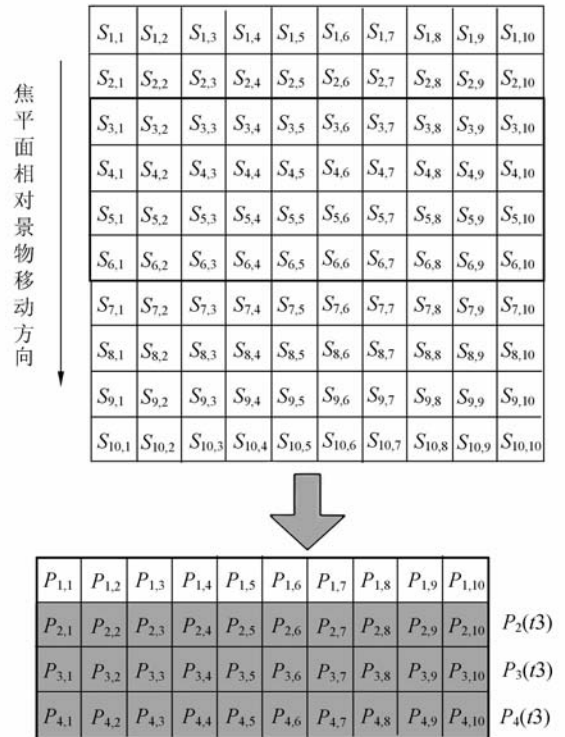 焦平面相对景物移动方向
S1,1 S1,2 S1,3 S1,4 S1,5 S1,6 S1,7 S1,8 S1,9 S1,10
S2,1 S2,2 S2,3 S2,4 S2,5 S2,6 S2,7 S2,8 S2,9 S2,10
S3,1 S3,2 S3,3 S3,4 S3,5 S3,6 S3,7 S3,8 S3,9 S3,10
S4,1 S4,2 S4,3 S4,4 S4,5 S4,6 S4,7 S4,8 S4,9 S4,10
S5,1 S5,2 S5,3 S5,4 S5,5 S5,6 S5,7 S5,8 S5,9 S5,10
S6,1 S6,2 S6,3 S6,4 S6,5 S6,6 S6,7 S6,8 S6,9 S6,10
S7,1 S7,2 S7,3 S7,4 S7,5 S7,6 S7,7 S7,8 S7,9 S7,10
S8,1 S8,2 S8,3 S8,4 S8,5 S8,6 S8,7 S8,8 S8,9 S8,10
S9,1 S9,2 S9,3 S9,4 S9,5 S9,6 S9,7 S9,8 S9,9 S9,10
S10,1 S10,2 S10,3 S10,4 S10,5 S10,6 S10,7 S10,8 S10,9 S10,10
P1,1 P1,2 P1,3 P1,4 P1,5 P1,6 P1,7 P1,8 P1,9 P1,10
P2,1 P2,2 P2,3 P2,4 P2,5 P2,6 P2,7 P2,8 P2,9 P2,10 P2(t3)
P3,1 P3,2 P3,3 P3,4 P3,5 P3,6 P3,7 P3,8 P3,9 P3,10 P3(t3)
P4,1 P4,2 P4,3 P4,4 P4,5 P4,6 P4,7 P4,8 P4,9 P4,10 P4(t3)